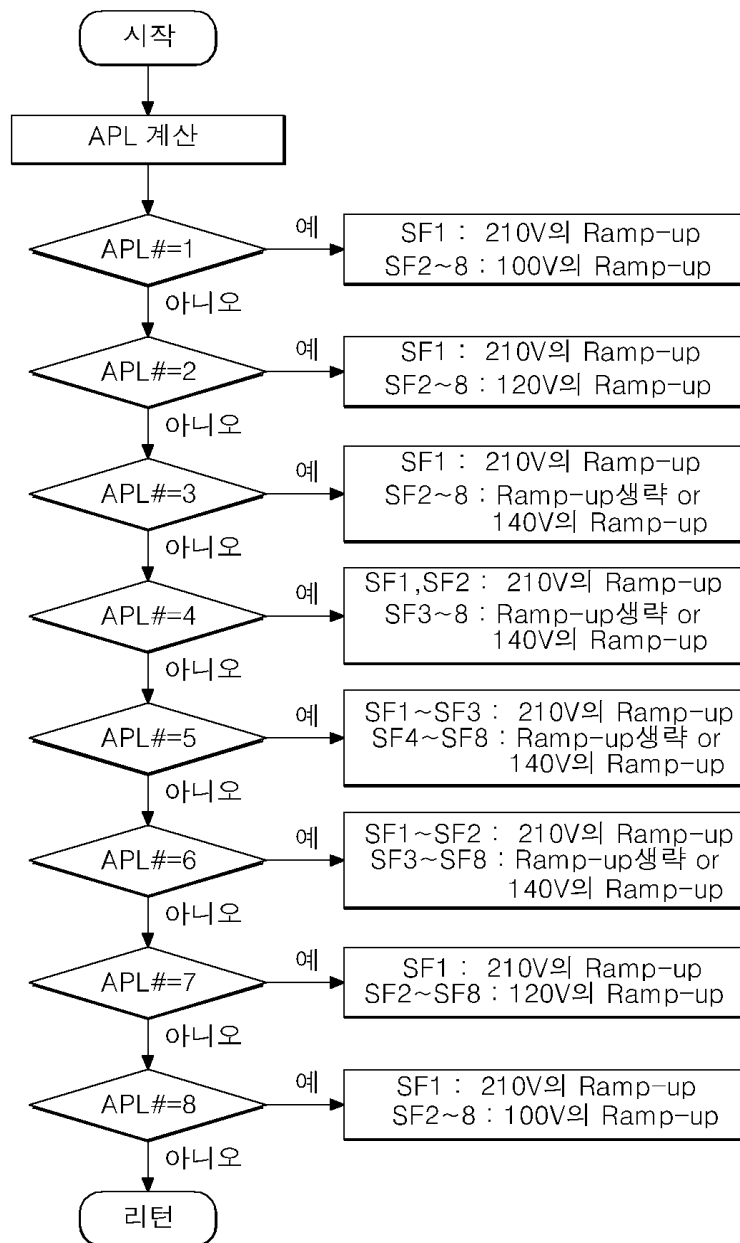 시작
APL 계산
APL#=1
예
SF1 : 210V의 Ramp-up
SF2~8 : 100V의 Ramp-up
아니오
APL#=2
예
SF1 : 210V의 Ramp-up
SF2~8 : 120V의 Ramp-up
아니오
APL#=3
예
SF1 : 210V의 Ramp-up
SF2~8 : Ramp-up생략 or
140V의 Ramp-up
아니오
APL#=4
예
SF1,SF2 : 210V의 Ramp-up
SF3~8 : Ramp-up생략 or
140V의 Ramp-up
아니오
APL#=5
예
SF1~SF3 : 210V의 Ramp-up
SF4~SF8 : Ramp-up생략 or
140V의 Ramp-up
아니오
APL#=6
예
SF1~SF2 : 210V의 Ramp-up
SF3~SF8 : Ramp-up생략 or
140V의 Ramp-up
아니오
APL#=7
예
SF1 : 210V의 Ramp-up
SF2~SF8 : 120V의 Ramp-up
아니오
APL#=8
예
SF1 : 210V의 Ramp-up
SF2~8 : 100V의 Ramp-up
아니오
리턴